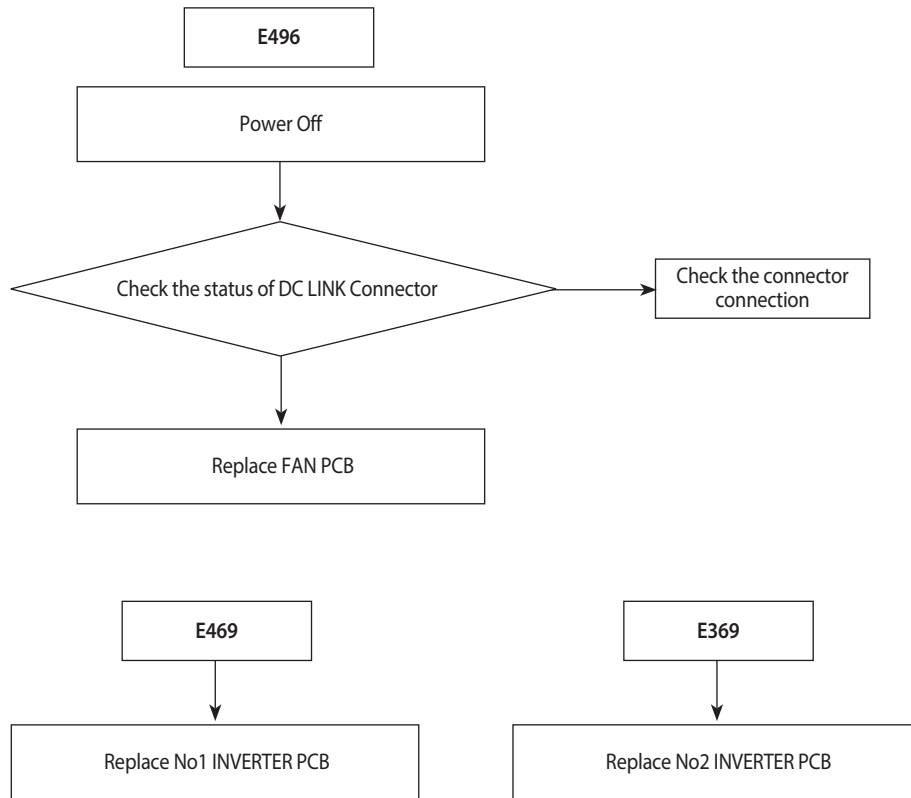 E496
Power Off
Check the status of DC LINK Connector
Check the connector
connection
Replace FAN PCB
E469
E369
Replace No1 INVERTER PCB
Replace No2 INVERTER PCB